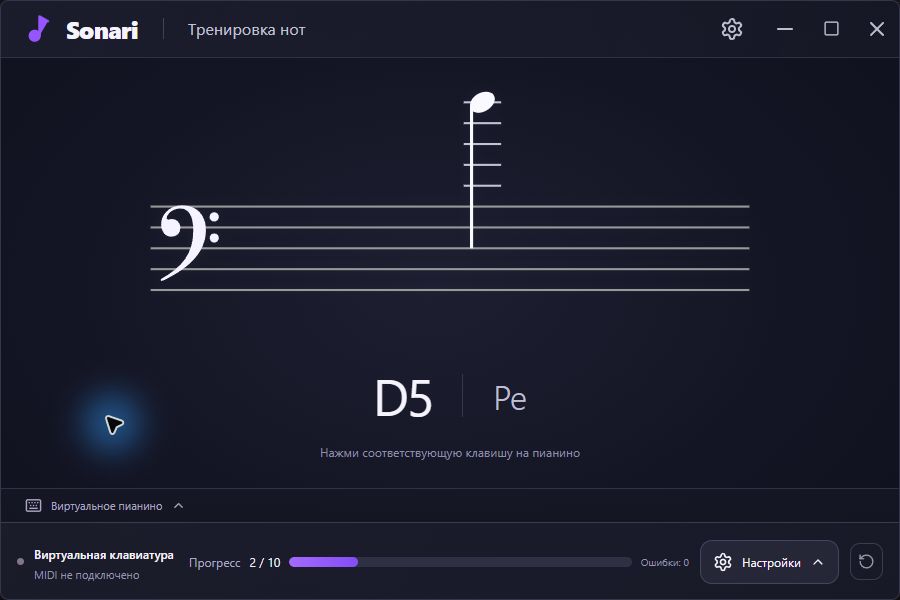 Sonari
Тренировка нот
D5
Ре
Нажми соответствующую клавишу на пианино
Виртуальное пианино
Виртуальная клавиатура
MIDI не подключено
Прогресс 2 / 10
Ошибки: 0
Настройки